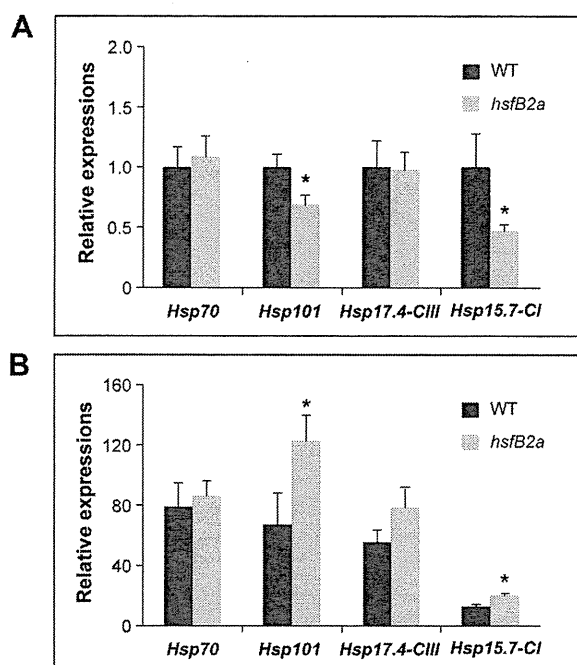 A
2.0
1.5
1.0
0.5
0
Relative expressions
WT
hsfB2a
*
*
Hsp70 Hsp101 Hsp17.4-CIII Hsp15.7-CI
B
160
120
80
40
0
Relative expressions
WT
hsfB2a
*
*
Hsp70 Hsp101 Hsp17.4-CIII Hsp15.7-CI